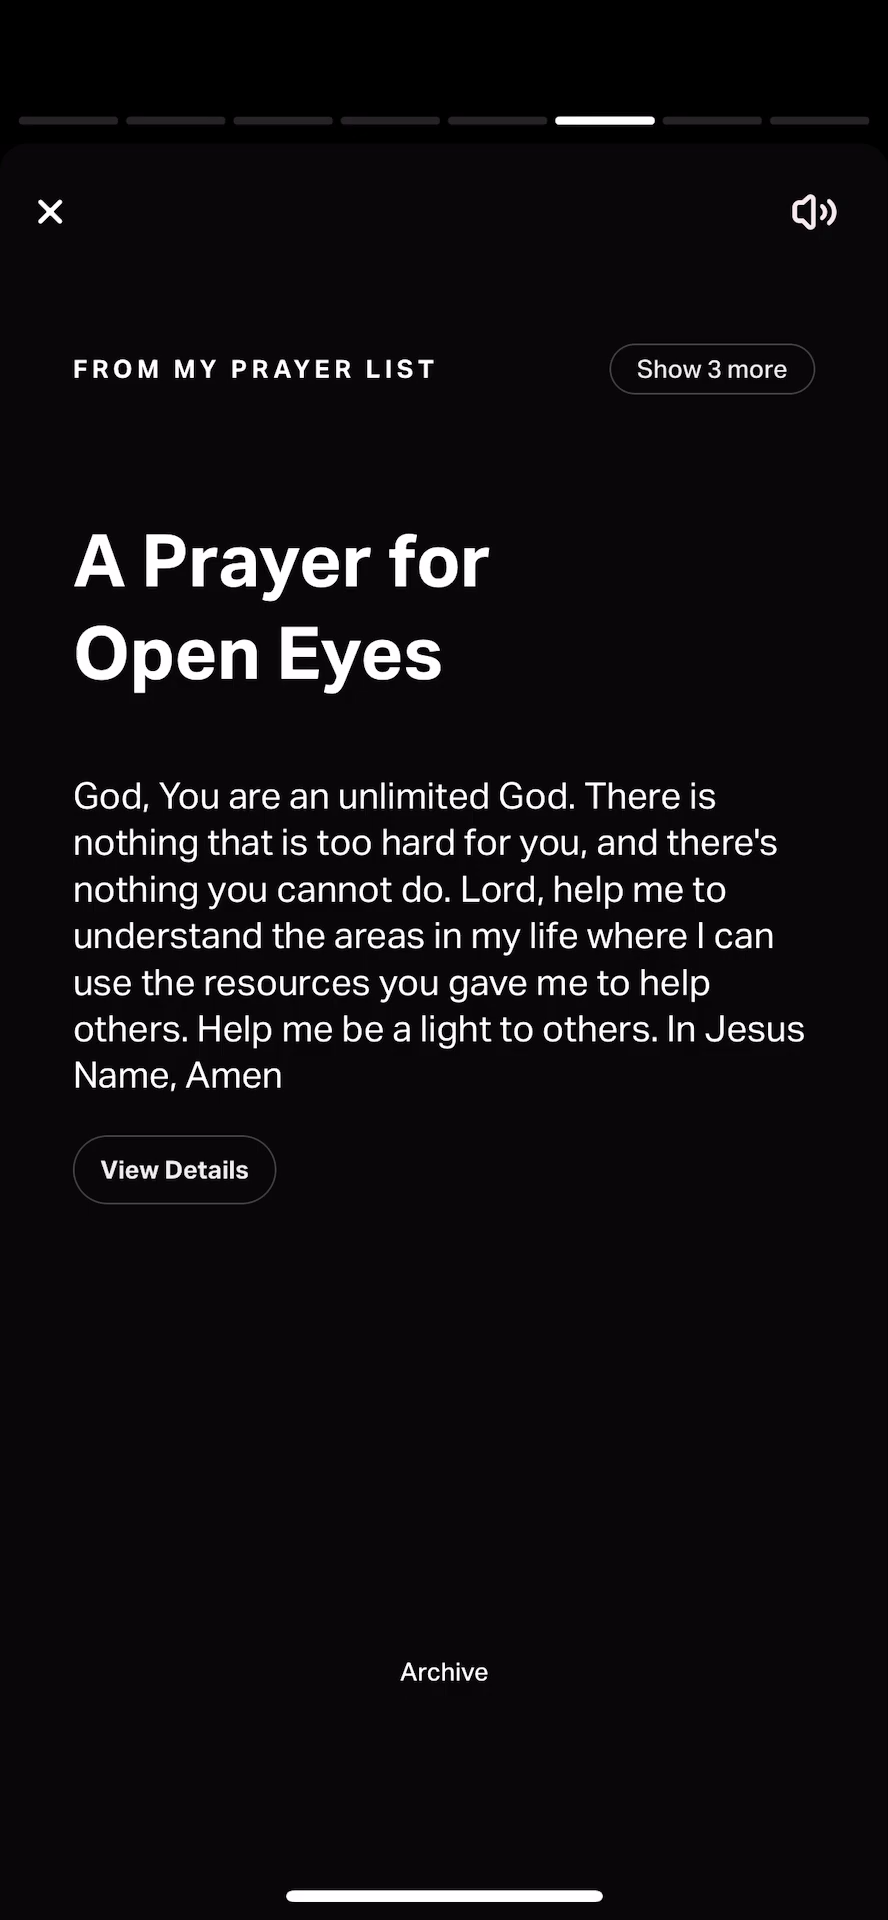 FROM MY PRAYER LIST
Show 3 more
A Prayer for
Open Eyes
God, You are an unlimited God. There is
nothing that is too hard for you, and there's
nothing you cannot do. Lord, help me to
understand the areas in my life where I can
use the resources you gave me to help
others. Help me be a light to others. In Jesus
Name, Amen
View Details
Archive